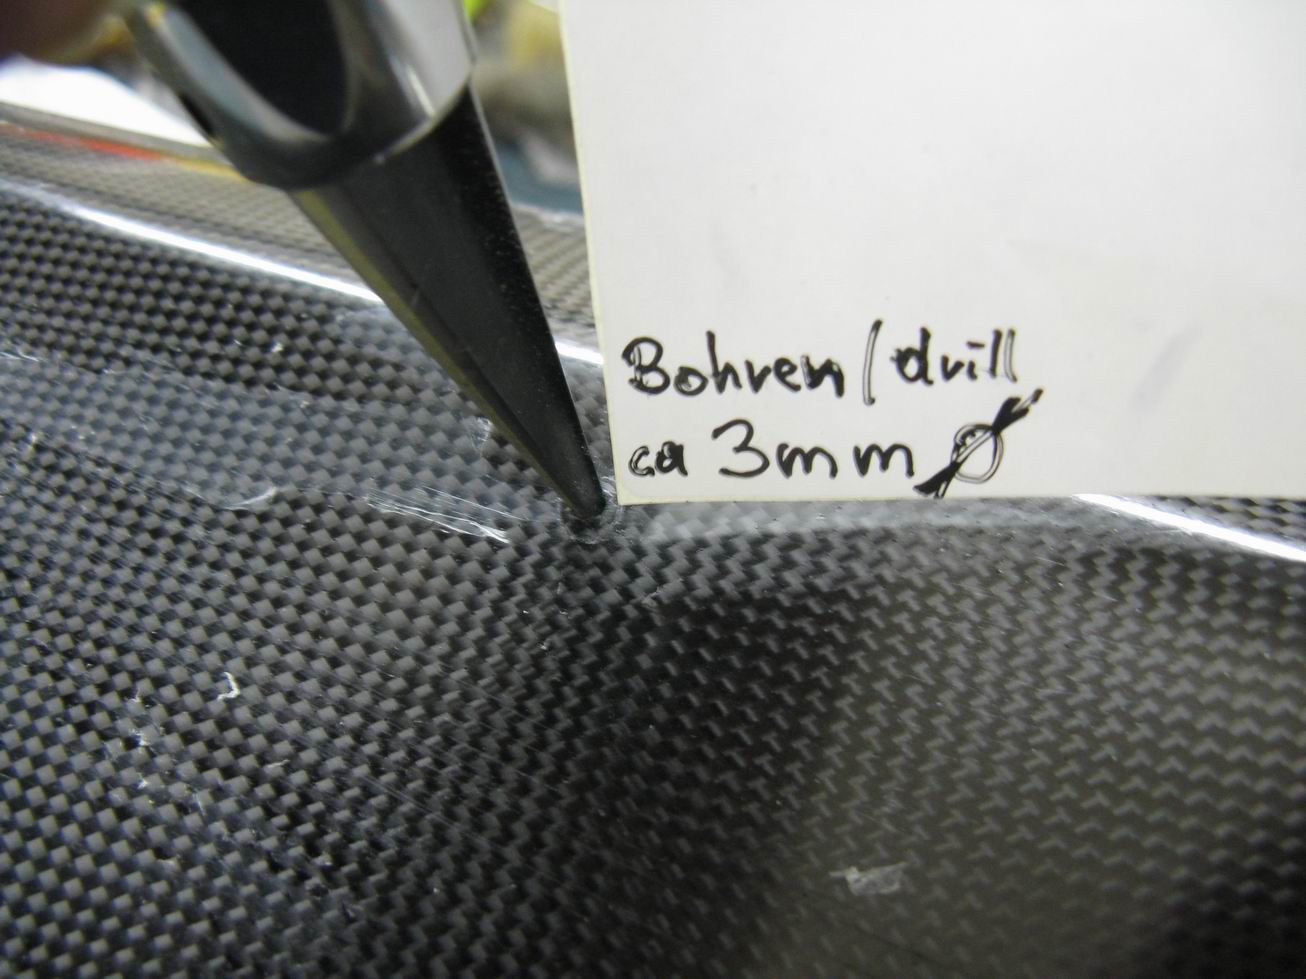 Bohren/drill
ca 3mm Ø